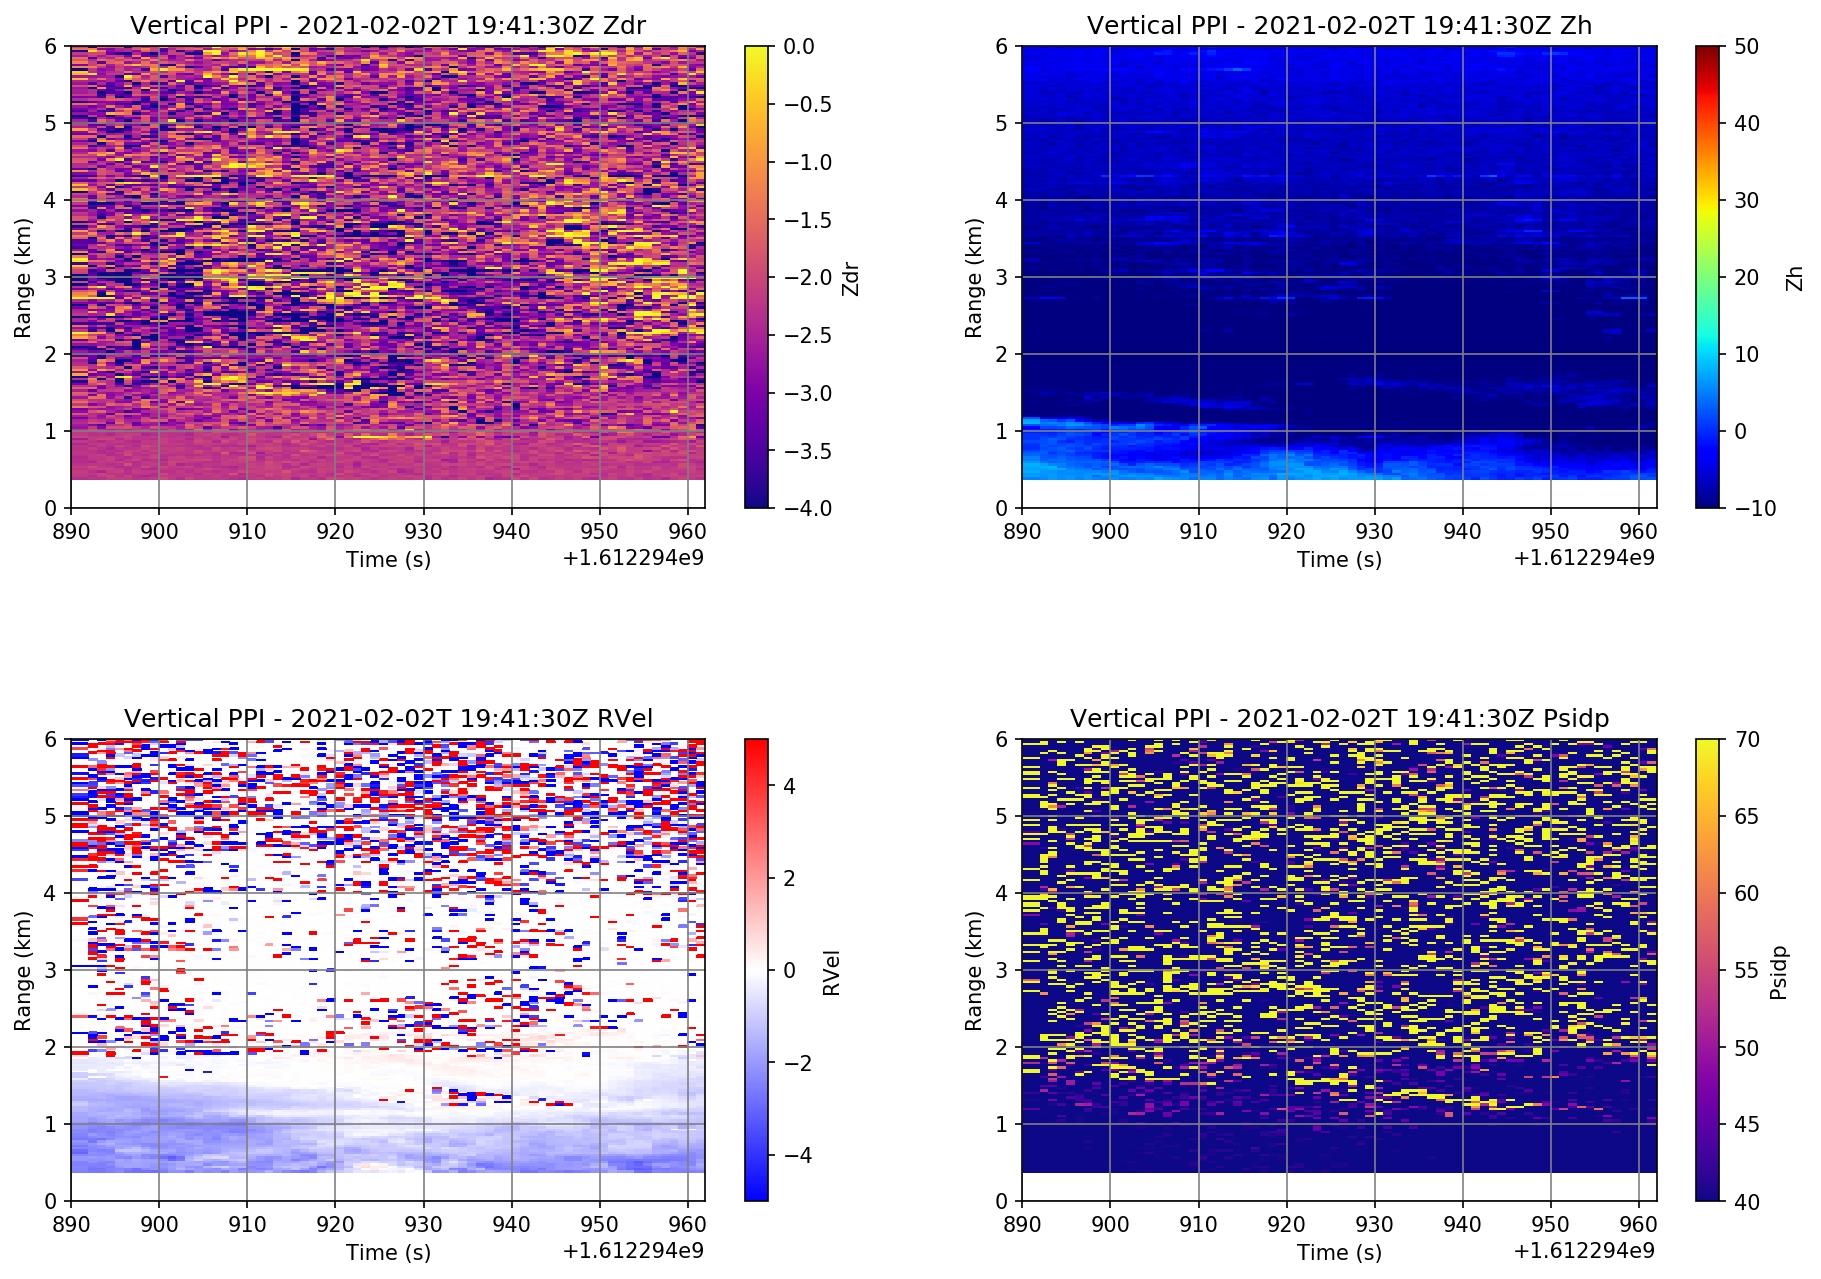 Vertical PPI - 2021-02-02T 19:41:30Z Zdr
6
5
4
3
2
1
0
Range (km)
890 900 910 920 930 940 950 960
Time (s)
+1.612294e9
0.0
−0.5
−1.0
−1.5
−2.0
−2.5
−3.0
−3.5
−4.0
Zdr
Vertical PPI - 2021-02-02T 19:41:30Z Zh
6
5
4
3
2
1
0
Range (km)
890 900 910 920 930 940 950 960
Time (s)
+1.612294e9
50
40
30
20
10
0
−10
Zh
Vertical PPI - 2021-02-02T 19:41:30Z RVel
6
5
4
3
2
1
0
Range (km)
890 900 910 920 930 940 950 960
Time (s)
+1.612294e9
4
2
0
−2
−4
RVel
Vertical PPI - 2021-02-02T 19:41:30Z Psidp
6
5
4
3
2
1
0
Range (km)
890 900 910 920 930 940 950 960
Time (s)
+1.612294e9
70
65
60
55
50
45
40
Psidp